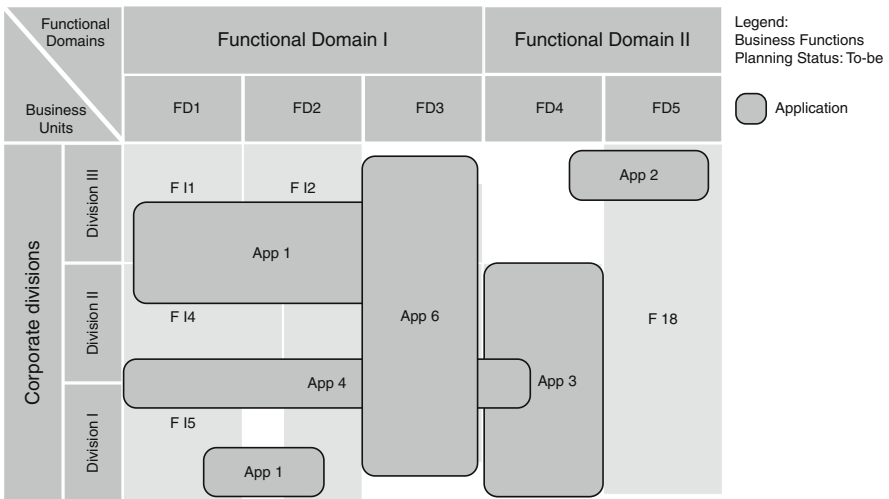 Functional
Domains
Business
Units
Functional Domain I
Functional Domain II
FD1
FD2
FD3
FD4
FD5
Legend:
Business Functions
Planning Status: To-be
Application
Corporate divisions
Division III
Division II
Division I
F I1
F I2
App 2
App 1
App 6
F I4
F 18
App 4
App 3
F I5
App 1